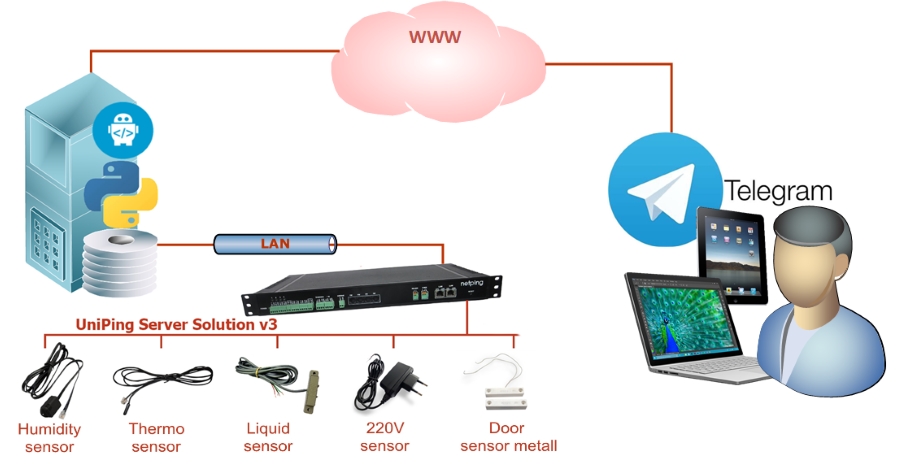 WWW
Telegram
LAN
netping
UniPing Server Solution v3
Humidity
sensor
Thermo
sensor
Liquid
sensor
220V
sensor
Door
sensor metall